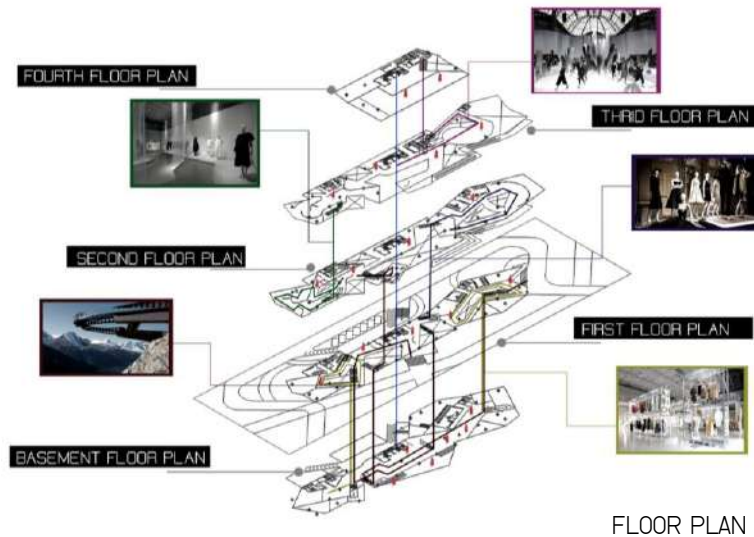 FOURTH FLOOR PLAN
THRID FLOOR PLAN
SECOND FLOOR PLAN
FIRST FLOOR PLAN
BASEMENT FLOOR PLAN
FLOOR PLAN